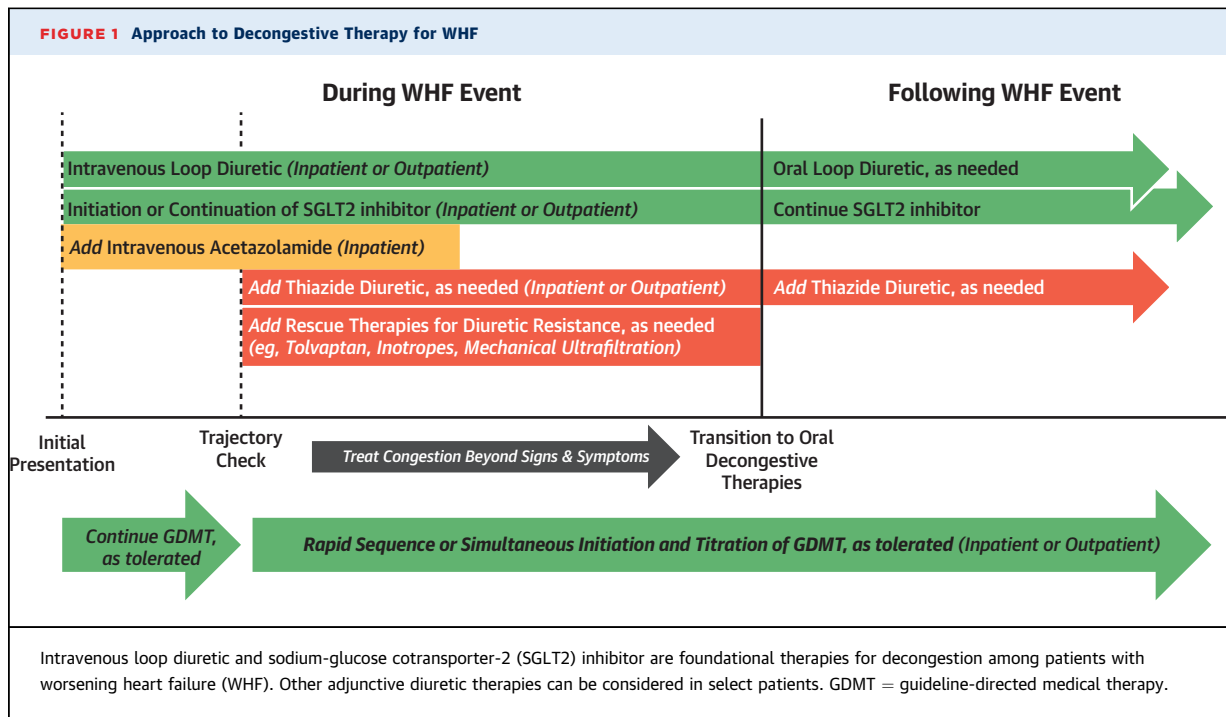 FIGURE 1 Approach to Decongestive Therapy for WHF
During WHF Event
Following WHF Event
Intravenous Loop Diuretic (Inpatient or Outpatient)
Oral Loop Diuretic, as needed
Initiation or Continuation of SGLT2 inhibitor (Inpatient or Outpatient)
Continue SGLT2 inhibitor
Add Intravenous Acetazolamide (Inpatient)
Add Thiazide Diuretic, as needed (Inpatient or Outpatient)
Add Thiazide Diuretic, as needed
Add Rescue Therapies for Diuretic Resistance, as needed
(eg, Tolvaptan, Inotropes, Mechanical Ultrafiltration)
Initial
Presentation
Trajectory
Check
Treat Congestion Beyond Signs & Symptoms
Transition to Oral
Decongestive
Therapies
Continue GDMT,
as tolerated
Rapid Sequence or Simultaneous Initiation and Titration of GDMT, as tolerated (Inpatient or Outpatient)
Intravenous loop diuretic and sodium-glucose cotransporter-2 (SGLT2) inhibitor are foundational therapies for decongestion among patients with
worsening heart failure (WHF). Other adjunctive diuretic therapies can be considered in select patients. GDMT = guideline-directed medical therapy.